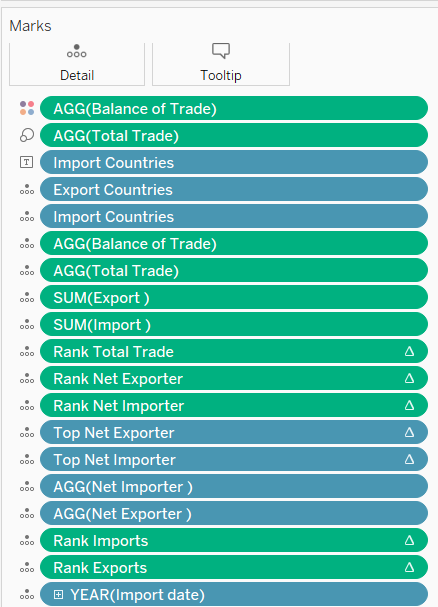 Marks
Detail
Tooltip
AGG(Balance of Trade)
AGG(Total Trade)
T Import Countries
Export Countries
Import Countries
AGG(Balance of Trade)
AGG(Total Trade)
SUM(Export )
SUM(Import )
Rank Total Trade Δ
Rank Net Exporter Δ
Rank Net Importer Δ
Top Net Exporter Δ
Top Net Importer Δ
AGG(Net Importer )
AGG(Net Exporter )
Rank Imports Δ
Rank Exports Δ
YEAR(Import date)